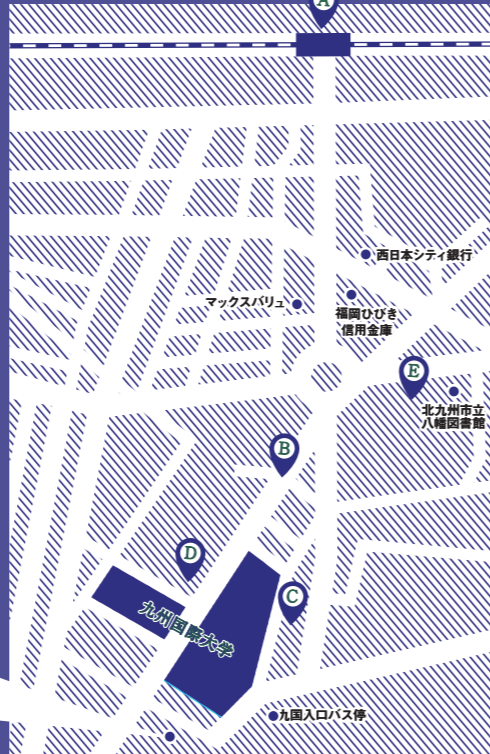 A
西日本シティ銀行
マックスバリュ
福岡ひびき
信用金庫
E
北九州市立
八幡図書館
B
D
C
九州国際大学
九国入口バス停